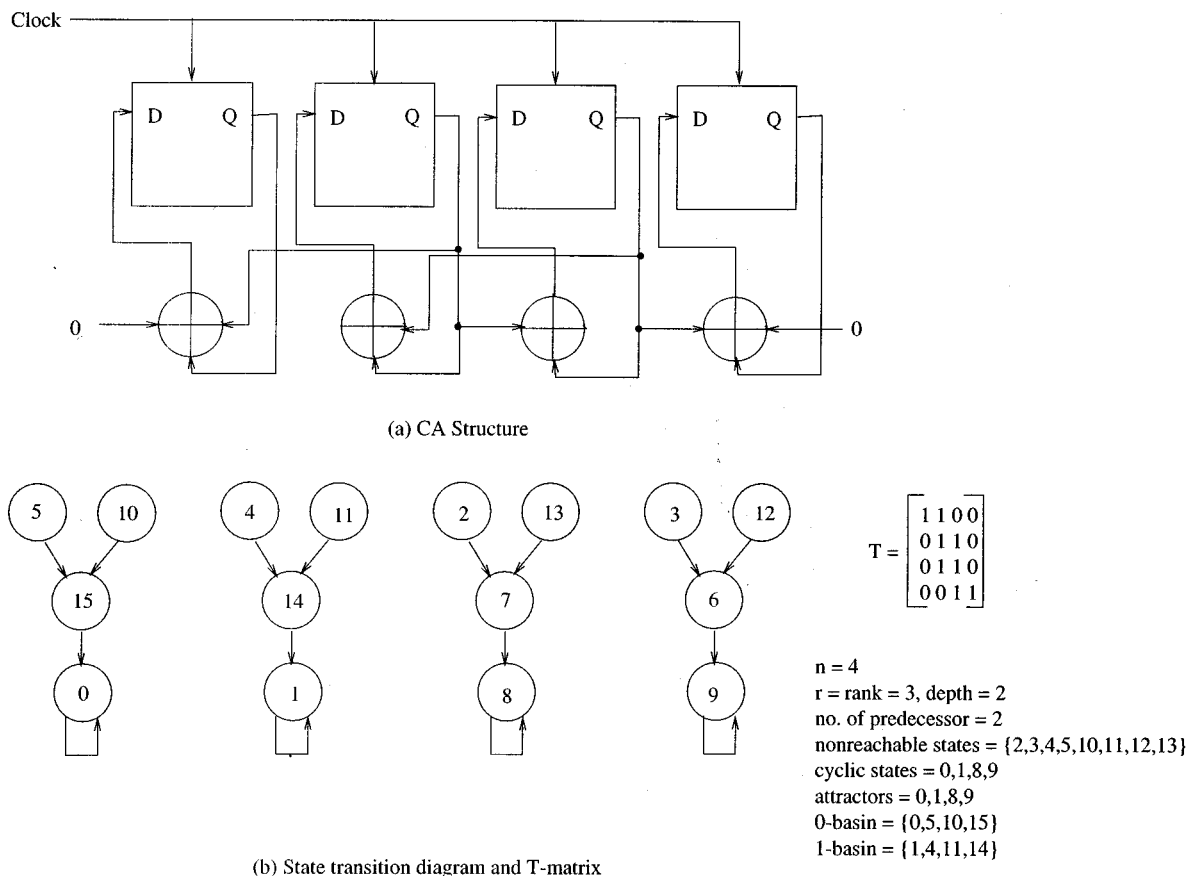 Clock
D Q D Q D Q D Q
0 0
(a) CA Structure
5 10 4 11 2 13 3 12
15 14 7 6
0 1 8 9
T =
1 1 0 0
0 1 1 0
0 1 1 0
0 0 1 1
n = 4
r = rank = 3, depth = 2
no. of predecessor = 2
nonreachable states = {2,3,4,5,10,11,12,13}
cyclic states = 0,1,8,9
attractors = 0,1,8,9
0-basin = {0,5,10,15}
1-basin = {1,4,11,14}
(b) State transition diagram and T-matrix